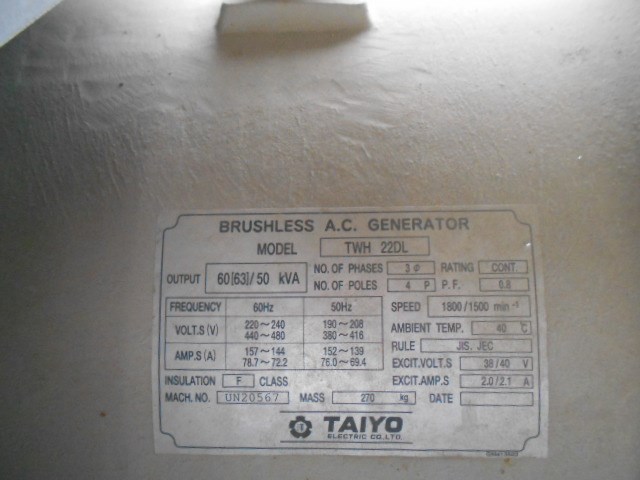 BRUSHLESS A.C. GENERATOR
MODEL TWH 22DL
OUTPUT 60[63]/50 kVA
NO. OF PHASES 3φ RATING CONT.
NO. OF POLES 4 P P.F. 0.8
FREQUENCY 60Hz 50Hz
VOLT.S (V) 220～240 190～208
440～480 380～416
AMP.S (A) 157～144 152～139
78.7～72.2 76.0～69.4
SPEED 1800/1500 min⁻¹
AMBIENT TEMP. 40 ℃
RULE JIS. JEC
EXCIT.VOLT.S 38/40 V
INSULATION F CLASS EXCIT.AMP.S 2.0/2.1 A
MACH. NO. UN20567 MASS 270 kg DATE
TAIYO
ELECTRIC CO.,LTD.